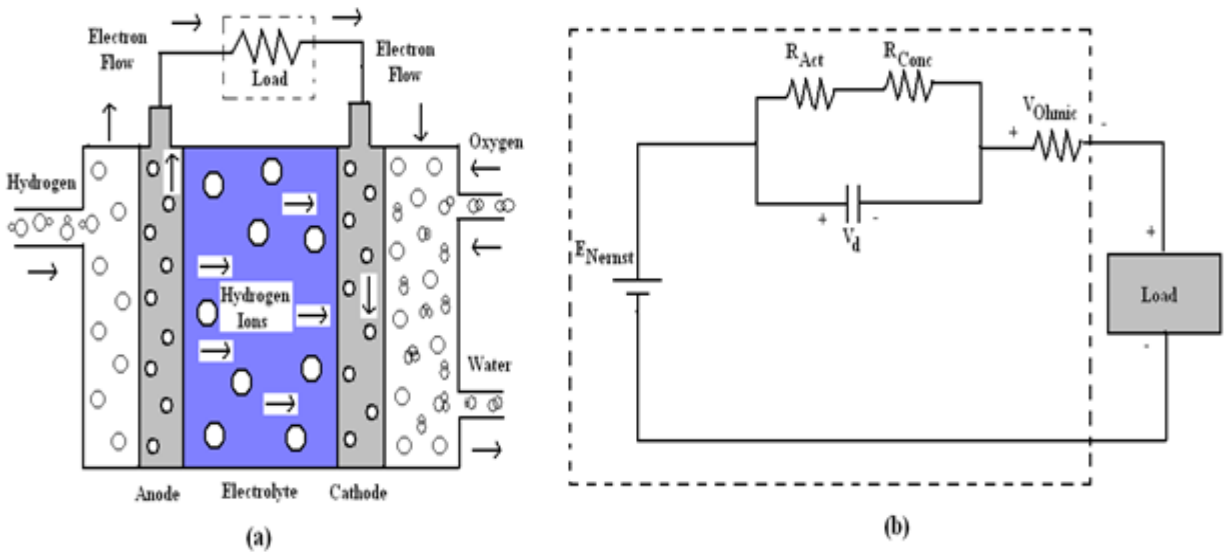 Electron
Flow
Load
Electron
Flow
Hydrogen
Oxygen
Hydrogen
Ions
Water
Anode
Electrolyte
Cathode
(a)
R Act
R Conc
V Ohmic
+
-
+
-
V d
E Nernst
+
Load
-
(b)